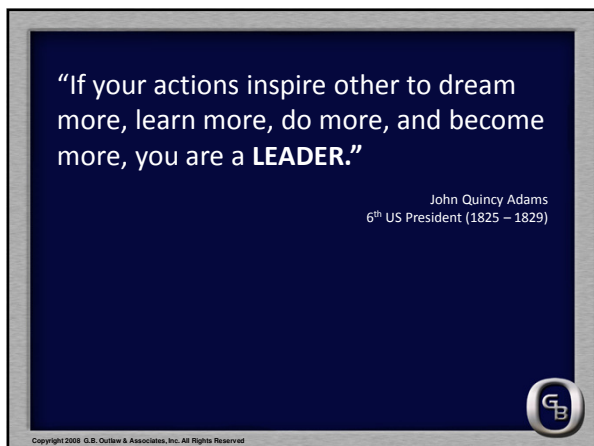 “If your actions inspire other to dream
more, learn more, do more, and become
more, you are a LEADER.”
John Quincy Adams
6th US President (1825 – 1829)
GB
Copyright 2008 G.B. Outlaw & Associates, Inc. All Rights Reserved